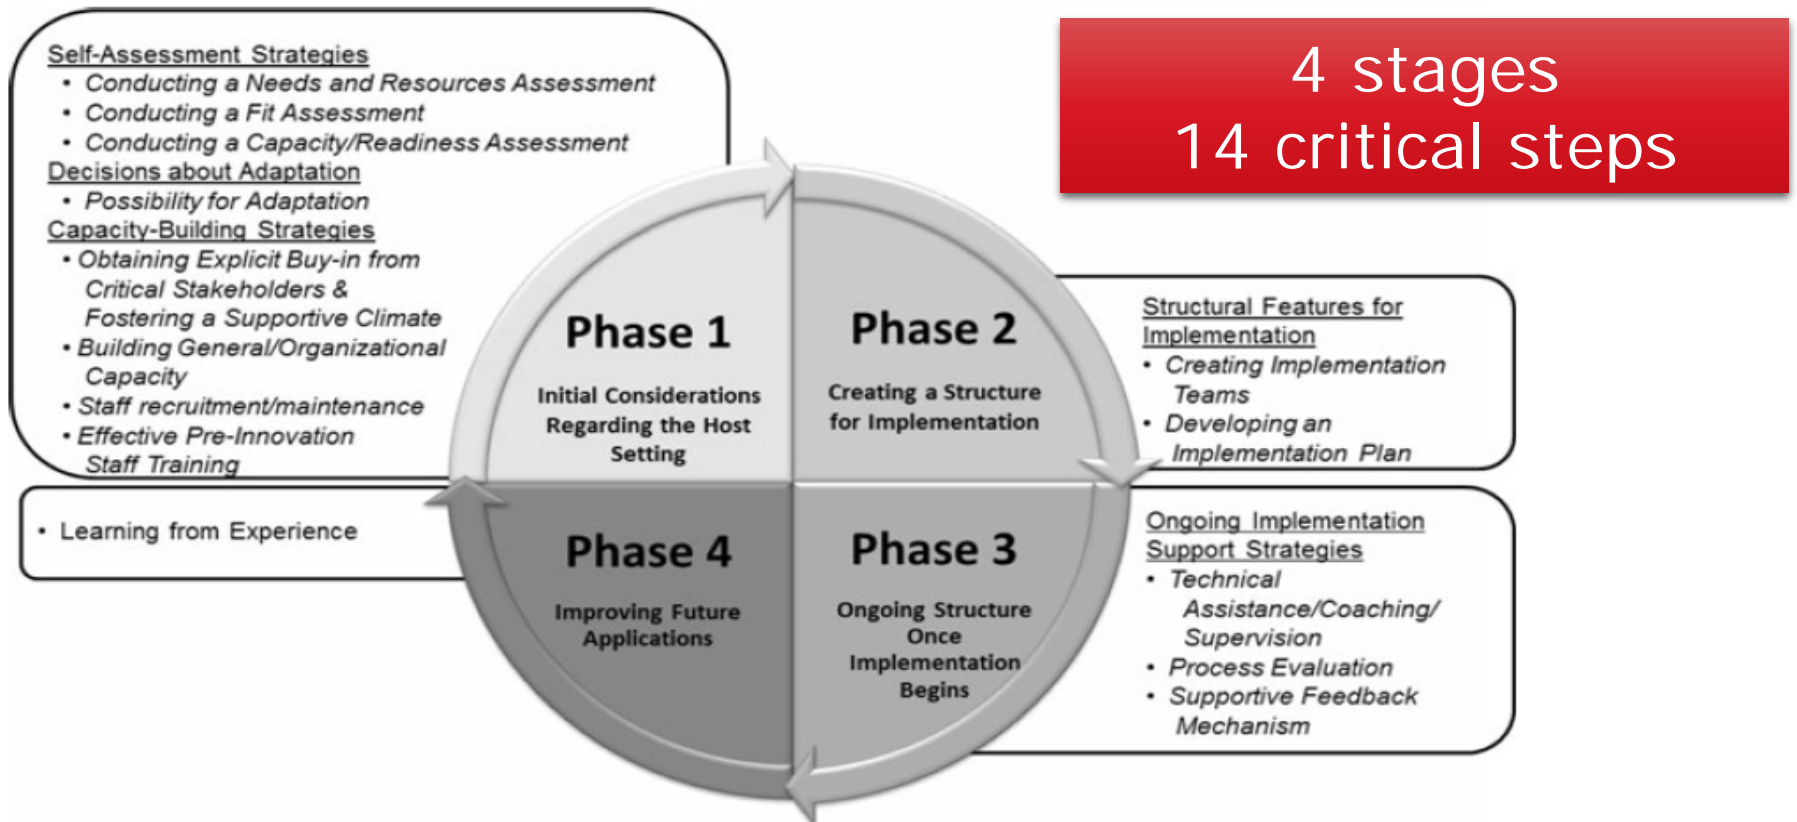 4 stages
14 critical steps
Self-Assessment Strategies
• Conducting a Needs and Resources Assessment
• Conducting a Fit Assessment
• Conducting a Capacity/Readiness Assessment
Decisions about Adaptation
• Possibility for Adaptation
Capacity-Building Strategies
• Obtaining Explicit Buy-in from
Critical Stakeholders &
Fostering a Supportive Climate
• Building General/Organizational
Capacity
• Staff recruitment/maintenance
• Effective Pre-Innovation
Staff Training
Phase 1
Initial Considerations
Regarding the Host
Setting
Phase 2
Creating a Structure
for Implementation
Structural Features for
Implementation
• Creating Implementation
Teams
• Developing an
Implementation Plan
• Learning from Experience
Phase 4
Improving Future
Applications
Phase 3
Ongoing Structure
Once
Implementation
Begins
Ongoing Implementation
Support Strategies
• Technical
Assistance/Coaching/
Supervision
• Process Evaluation
• Supportive Feedback
Mechanism